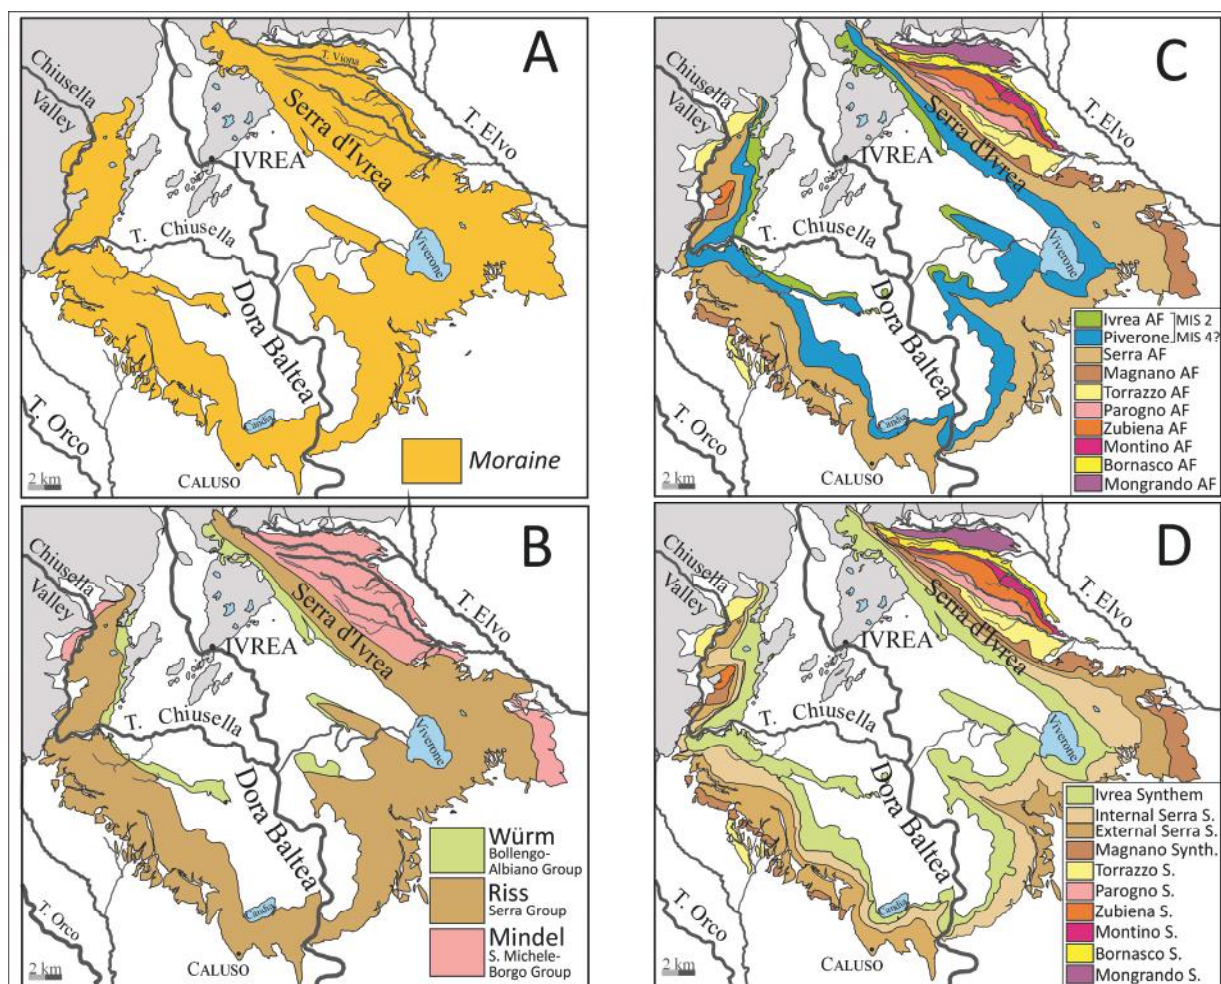 A
Chiusella
Valley
T. Viona
T. Elvo
Serra d'Ivrea
IVREA
T. Chiusella
Viverone
Dora Baltea
T. Orco
Candia
CALUSO
2 km
Moraine
C
Chiusella
Valley
T. Elvo
Serra d'Ivrea
IVREA
T. Chiusella
Viverone
Dora Baltea
T. Orco
Candia
CALUSO
2 km
Ivrea AF
MIS 2
Piverone
MIS 4?
Serra AF
Magnano AF
Torrazzo AF
Parogno AF
Zubiena AF
Montino AF
Bornasco AF
Mongrando AF
B
Chiusella
Valley
T. Elvo
Serra d'Ivrea
IVREA
T. Chiusella
Viverone
Dora Baltea
T. Orco
Candia
CALUSO
2 km
Würm
Bollengo-
Albiano Group
Riss
Serra Group
Mindel
S. Michele-
Borgo Group
D
Chiusella
Valley
T. Elvo
Serra d'Ivrea
IVREA
T. Chiusella
Viverone
Dora Baltea
T. Orco
Candia
CALUSO
2 km
Ivrea Synthem
Internal Serra S.
External Serra S.
Magnano Synth.
Torrazzo S.
Parogno S.
Zubiena S.
Montino S.
Bornasco S.
Mongrando S.